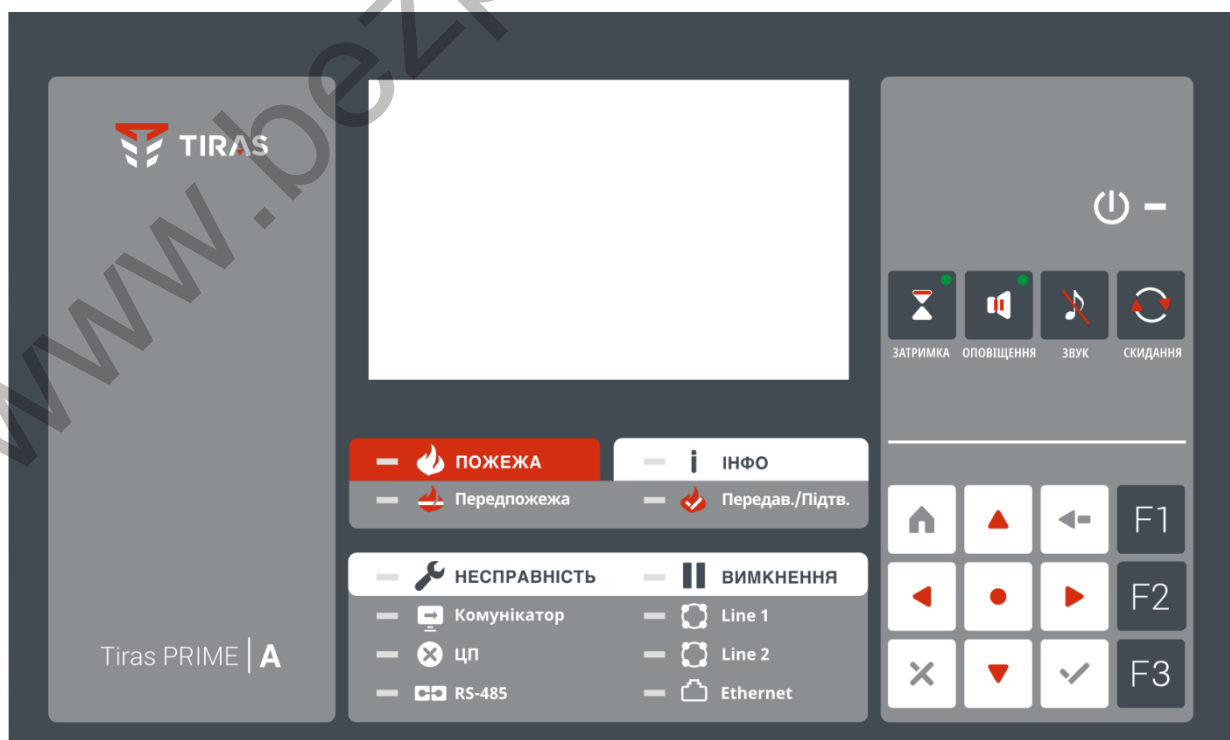 www.bezp
TIRAS
ЗАТРИМКА ОПОВІЩЕННЯ ЗВУК СКИДАННЯ
ПОЖЕЖА
Передпожежа
i ІНФО
Передав./Підтв.
НЕСПРАВНІСТЬ
Комунікатор
ЦП
RS-485
ВИМКНЕННЯ
Line 1
Line 2
Ethernet
Tiras PRIME | A
F1
F2
F3